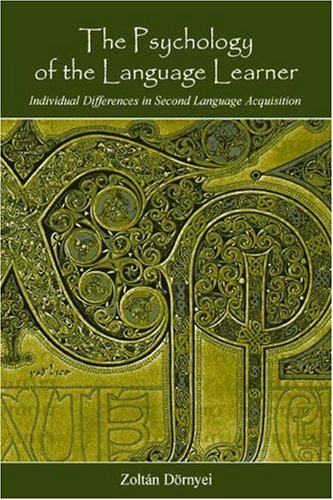 The Psychology
of the Language Learner
Individual Differences in Second Language Acquisition
Zoltán Dörnyei